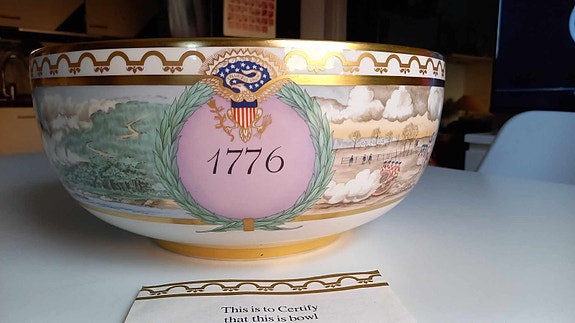 1776
This is to Certify
that this is bowl